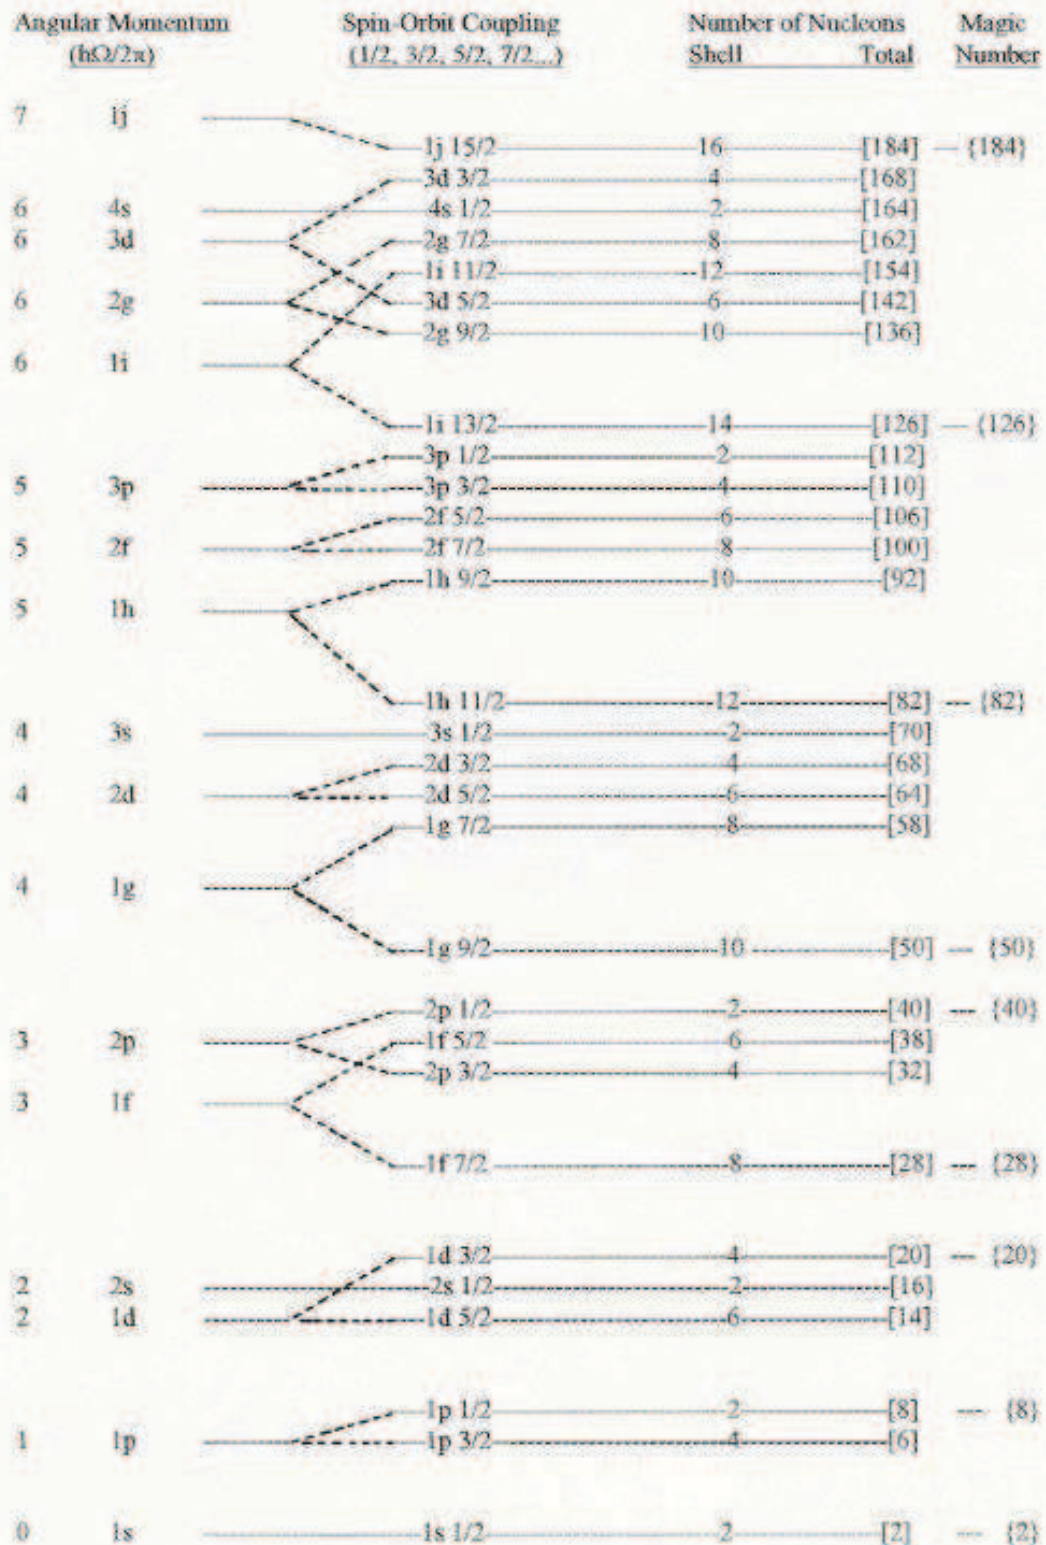 Angular Momentum Spin-Orbit Coupling Number of Nucleons Magic
(ħΩ/2π) (1/2, 3/2, 5/2, 7/2...) Shell Total Number
7 1j
1j 15/2 16 [184] {184}
3d 3/2 4 [168]
6 4s 4s 1/2 2 [164]
6 3d 2g 7/2 8 [162]
1i 11/2 12 [154]
6 2g 3d 5/2 6 [142]
2g 9/2 10 [136]
6 1i
1i 13/2 14 [126] {126}
3p 1/2 2 [112]
5 3p 3p 3/2 4 [110]
2f 5/2 6 [106]
5 2f 2f 7/2 8 [100]
1h 9/2 10 [92]
5 1h
1h 11/2 12 [82] {82}
4 3s 3s 1/2 2 [70]
2d 3/2 4 [68]
4 2d 2d 5/2 6 [64]
1g 7/2 8 [58]
4 1g
1g 9/2 10 [50] {50}
2p 1/2 2 [40] {40}
3 2p 1f 5/2 6 [38]
2p 3/2 4 [32]
3 1f
1f 7/2 8 [28] {28}
1d 3/2 4 [20] {20}
2 2s 2s 1/2 2 [16]
2 1d 1d 5/2 6 [14]
1p 1/2 2 [8] {8}
1 1p 1p 3/2 4 [6]
0 1s 1s 1/2 2 [2] {2}